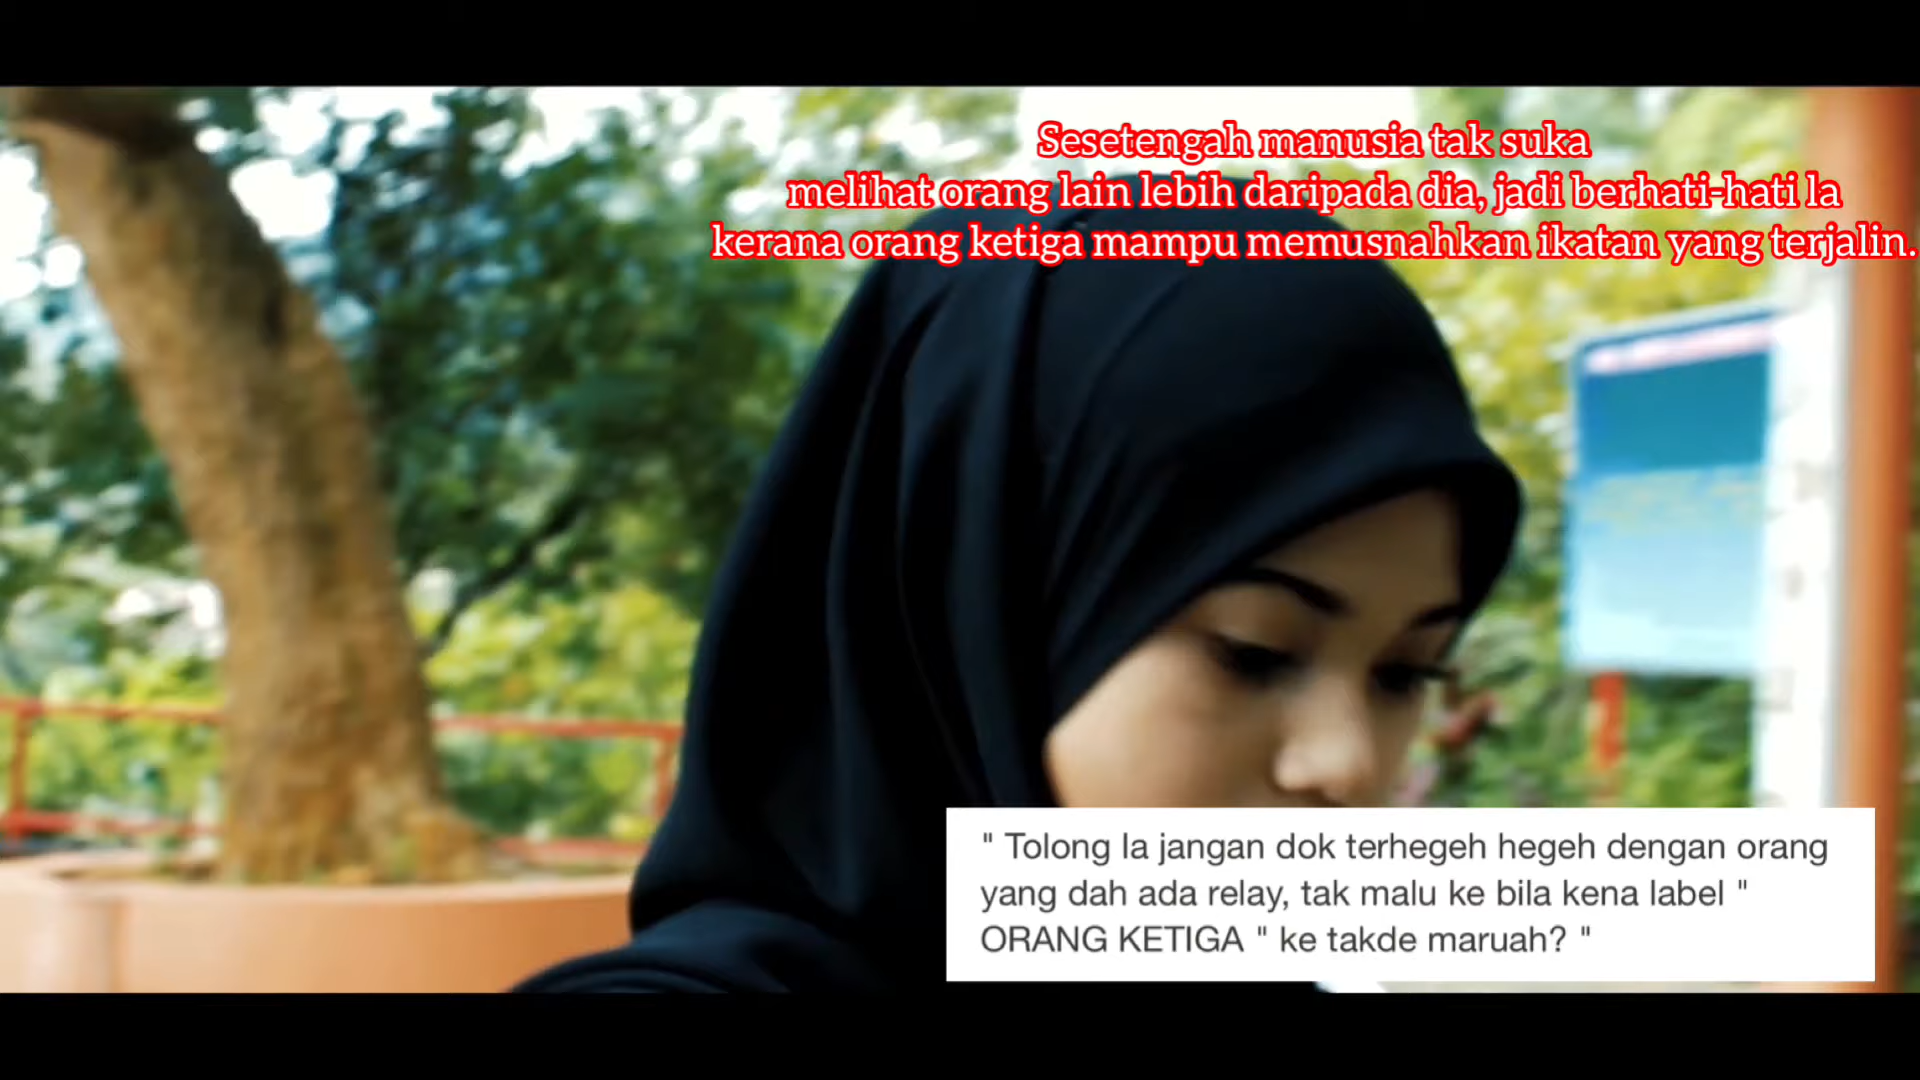 Sesetengah manusia tak suka
melihat orang lain lebih daripada dia, jadi berhati-hati la
kerana orang ketiga mampu memusnahkan ikatan yang terjalin.
" Tolong la jangan dok terhegeh hegeh dengan orang
yang dah ada relay, tak malu ke bila kena label "
ORANG KETIGA " ke takde maruah? "